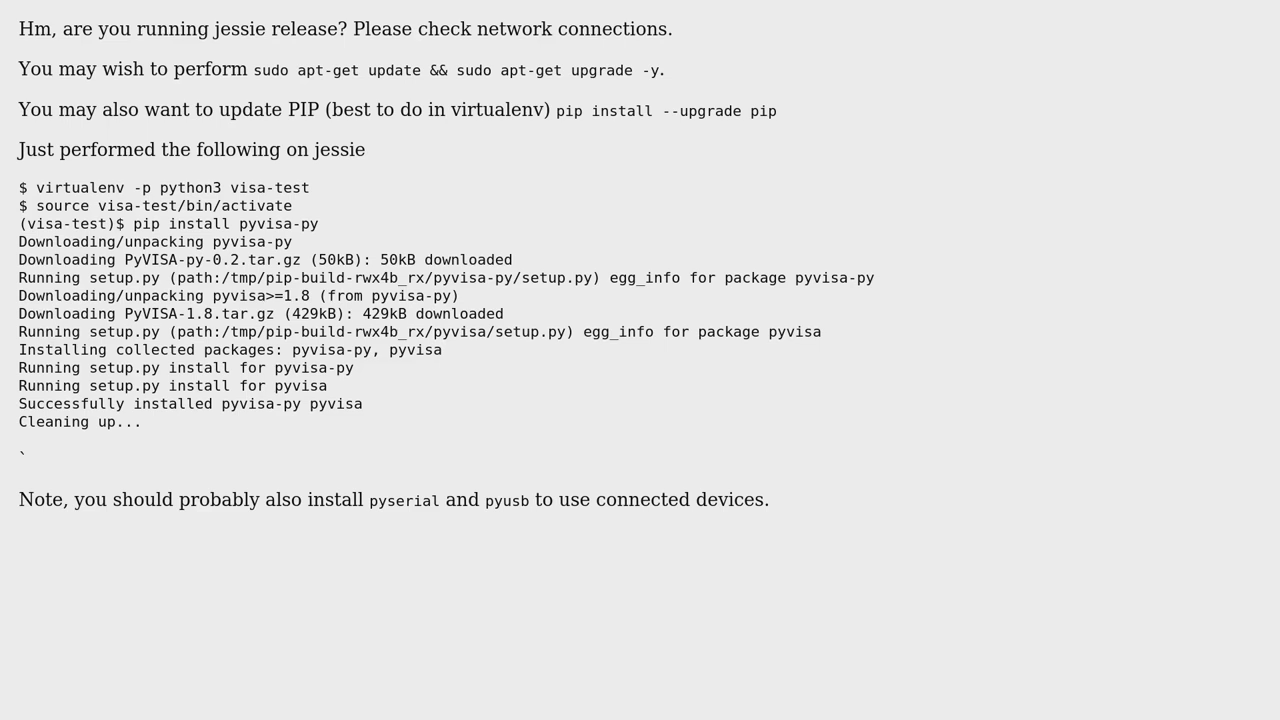 Hm, are you running jessie release? Please check network connections.
You may wish to perform sudo apt-get update && sudo apt-get upgrade -y.
You may also want to update PIP (best to do in virtualenv) pip install --upgrade pip
Just performed the following on jessie
$ virtualenv -p python3 visa-test
$ source visa-test/bin/activate
(visa-test)$ pip install pyvisa-py
Downloading/unpacking pyvisa-py
Downloading PyVISA-py-0.2.tar.gz (50kB): 50kB downloaded
Running setup.py (path:/tmp/pip-build-rwx4b_rx/pyvisa-py/setup.py) egg_info for package pyvisa-py
Downloading/unpacking pyvisa>=1.8 (from pyvisa-py)
Downloading PyVISA-1.8.tar.gz (429kB): 429kB downloaded
Running setup.py (path:/tmp/pip-build-rwx4b_rx/pyvisa/setup.py) egg_info for package pyvisa
Installing collected packages: pyvisa-py, pyvisa
Running setup.py install for pyvisa-py
Running setup.py install for pyvisa
Successfully installed pyvisa-py pyvisa
Cleaning up...
`
Note, you should probably also install pyserial and pyusb to use connected devices.